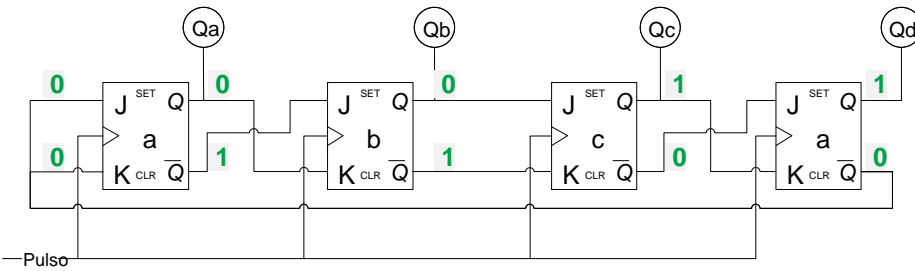 Qa Qb Qc Qd
0 0 0 1 1
J SET Q J SET Q J SET Q J SET Q
a b c a
0 1 1 0 0
K CLR Q K CLR Q K CLR Q K CLR Q
Pulso